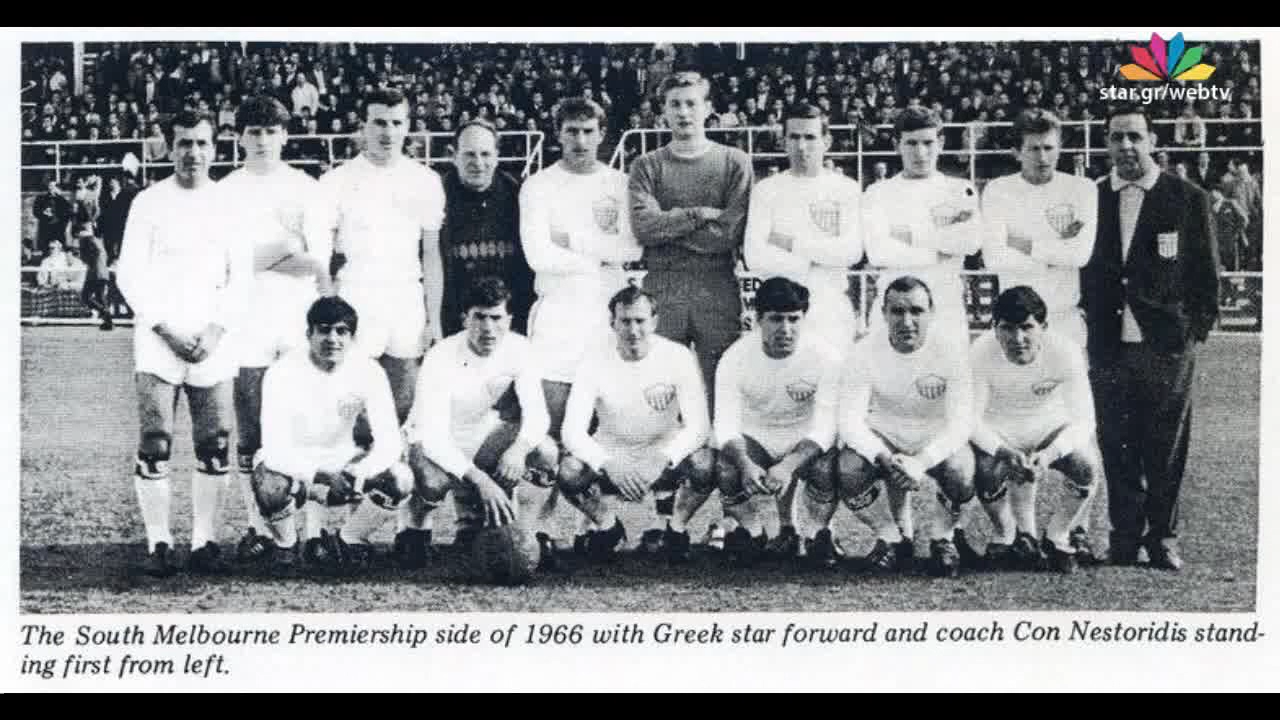 star.gr/webtv
The South Melbourne Premiership side of 1966 with Greek star forward and coach Con Nestoridis stand-
ing first from left.